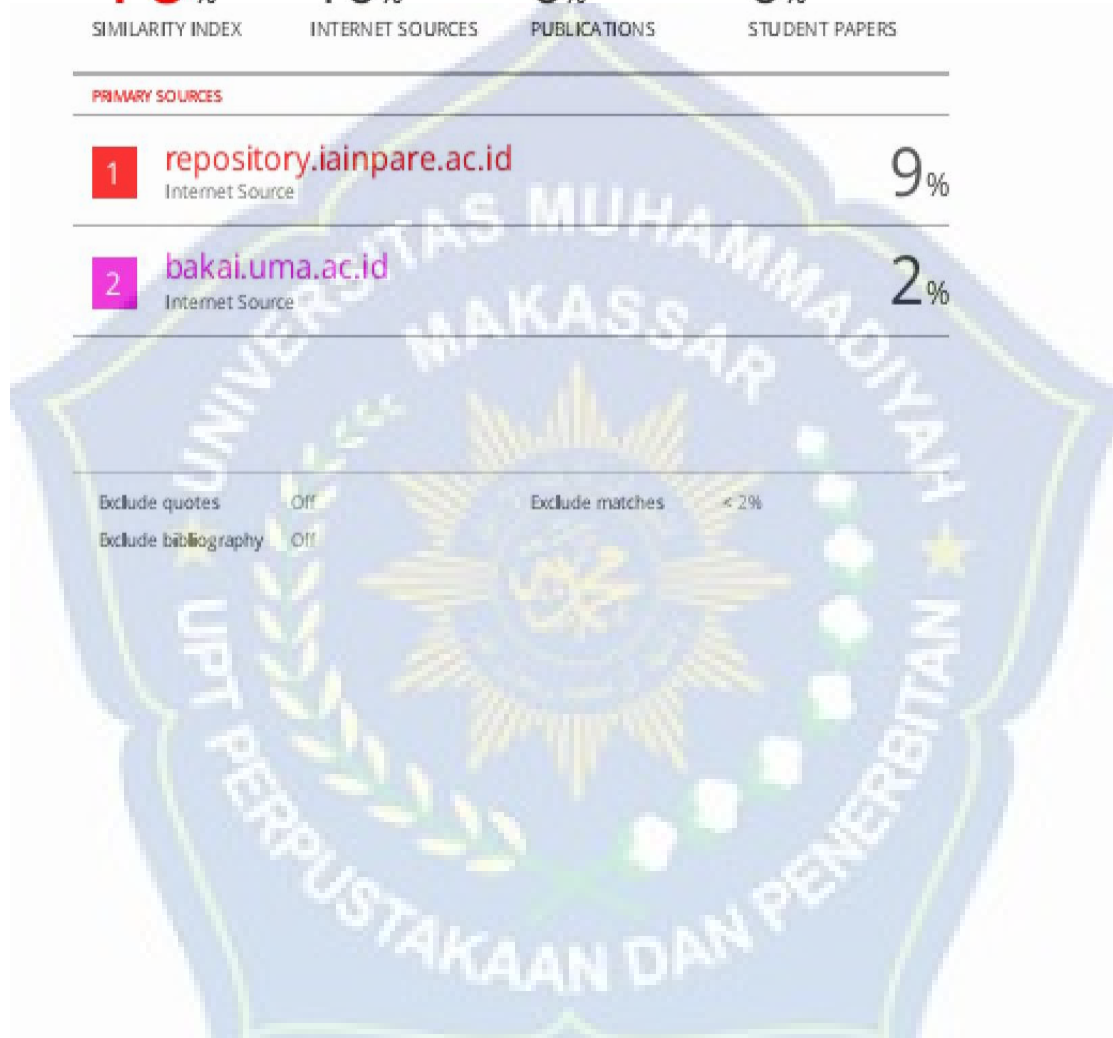 SIMILARITY INDEX INTERNET SOURCES PUBLICATIONS STUDENT PAPERS
PRIMARY SOURCES
1 repository.iainpare.ac.id 9%
Internet Source
2 bakai.uma.ac.id 2%
Internet Source
Exclude quotes Off Exclude matches < 2%
Exclude bibliography Off
UNIVERSITAS MUHAMMADIYAH
MAKASSAR
UPT PERPUSTAKAAN DAN PENERBITAN